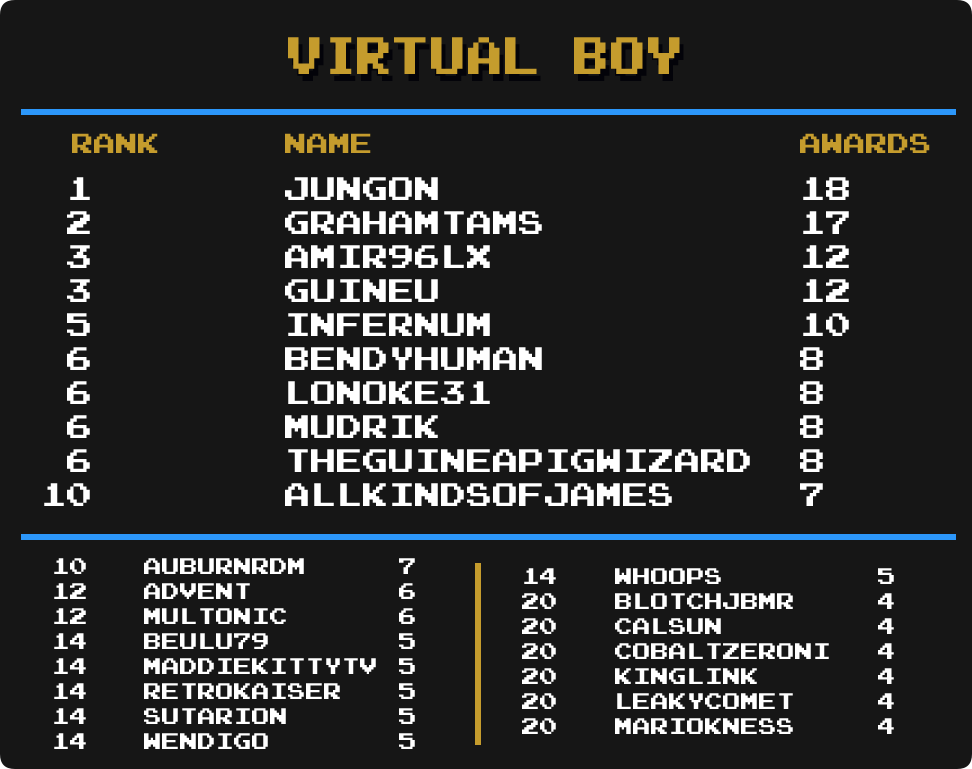 VIRTUAL BOY
RANK NAME AWARDS
1 JUNGON 18
2 GRAHAMTAMS 17
3 AMIR96LX 12
3 GUINEU 12
5 INFERNUM 10
6 BENDYHUMAN 8
6 LONOKE31 8
6 MUDRIK 8
6 THEGUINEAPIGWIZARD 8
10 ALLKINDSOFJAMES 7
10 AUBURNRDM 7
12 ADVENT 6
12 MULTONIC 6
14 BEULU79 5
14 MADDIEKITTYTV 5
14 RETROKAISER 5
14 SUTARION 5
14 WENDIGO 5
14 WHOOPS 5
20 BLOTCHJBMR 4
20 CALSUN 4
20 COBALTZERONI 4
20 KINGLINK 4
20 LEAKYCOMET 4
20 MARIOKNESS 4